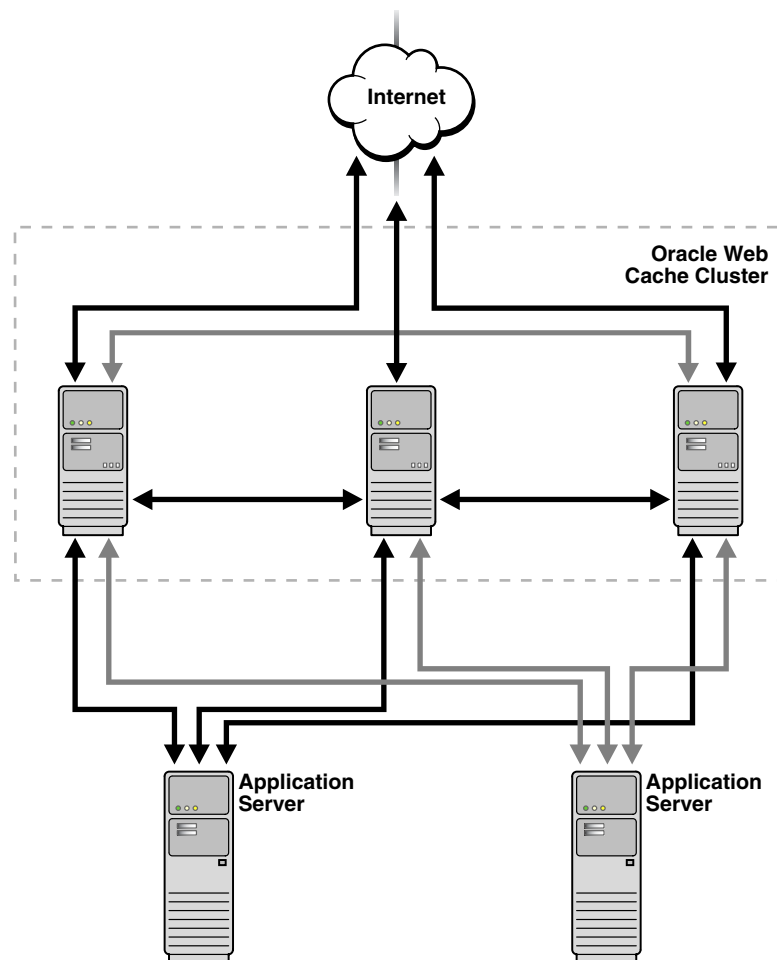 Internet
Oracle Web
Cache Cluster
Application
Server
Application
Server